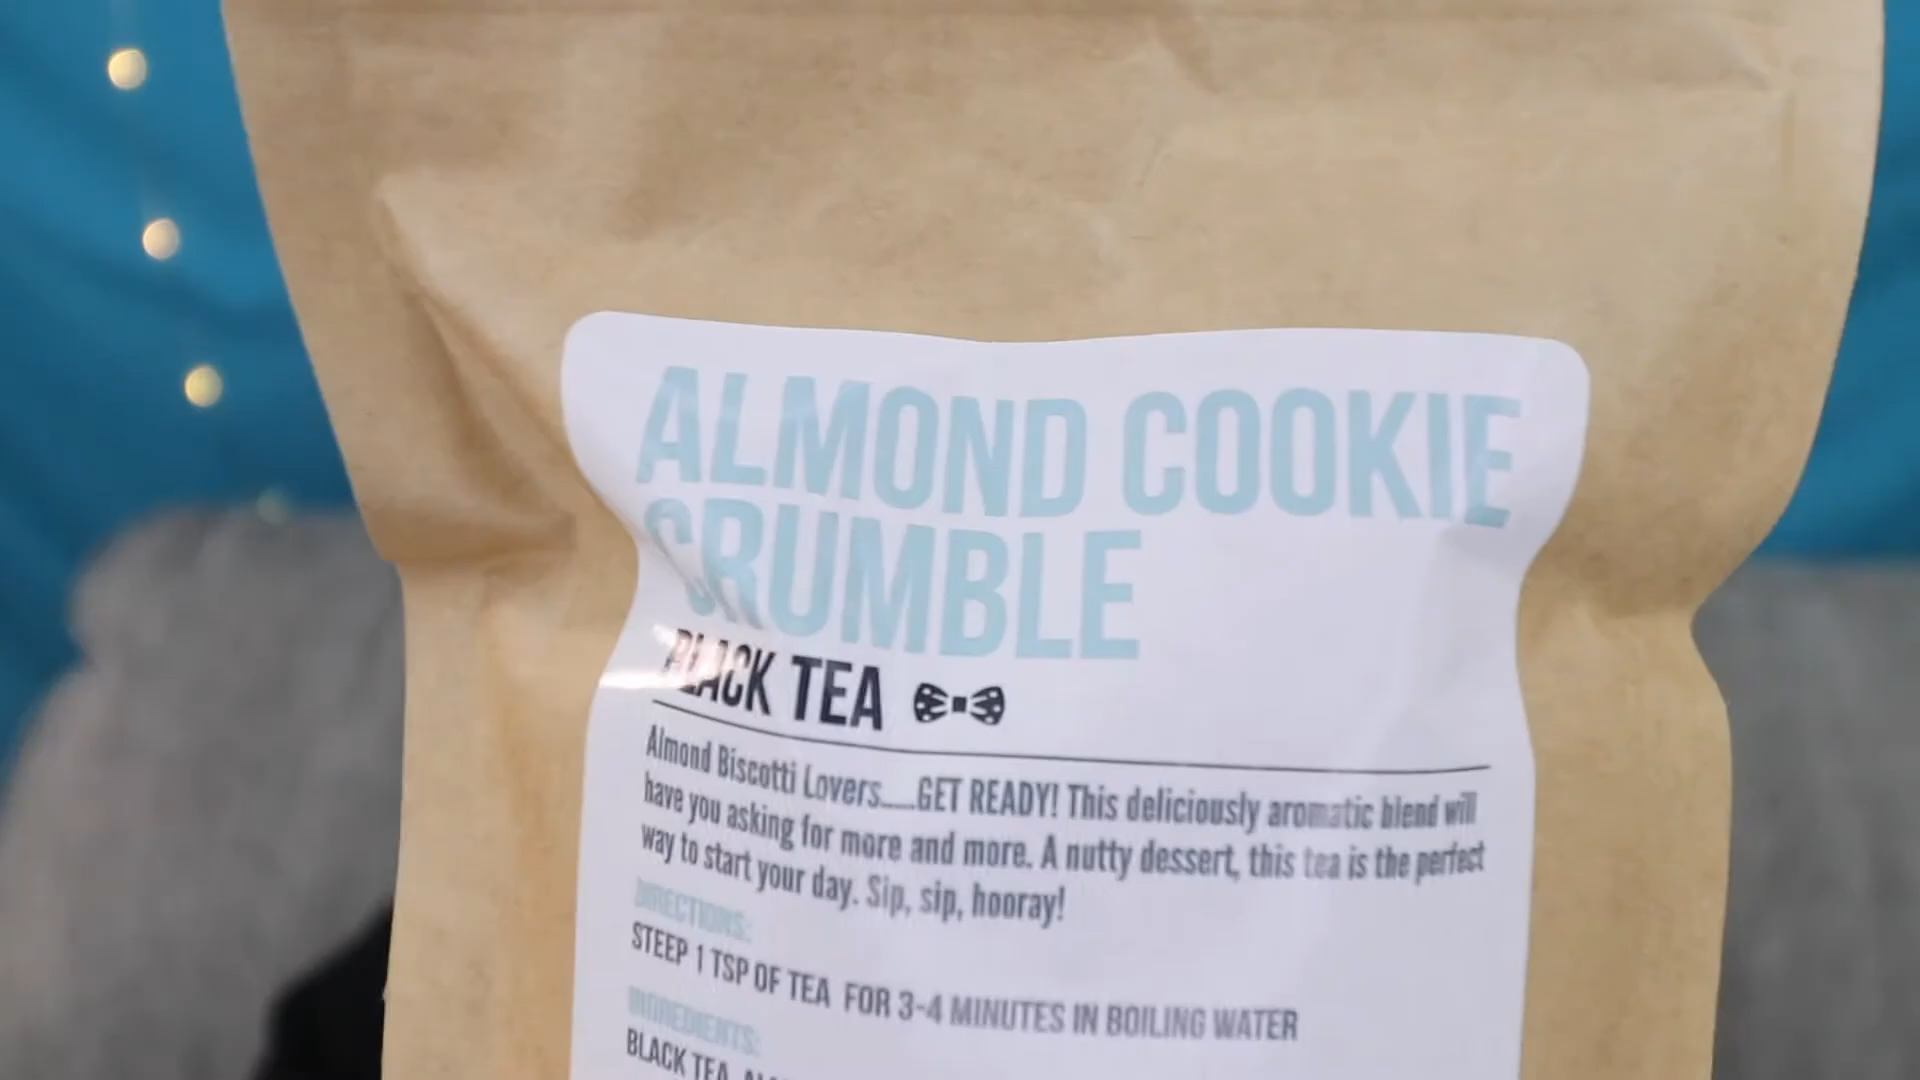 ALMOND COOKIE
CRUMBLE
BLACK TEA
Almond Biscotti Lovers.....GET READY! This deliciously aromatic blend will
have you asking for more and more. A nutty dessert, this tea is the perfect
way to start your day. Sip, sip, hooray!
DIRECTIONS:
STEEP 1 TSP OF TEA FOR 3-4 MINUTES IN BOILING WATER
INGREDIENTS:
BLACK TEA,